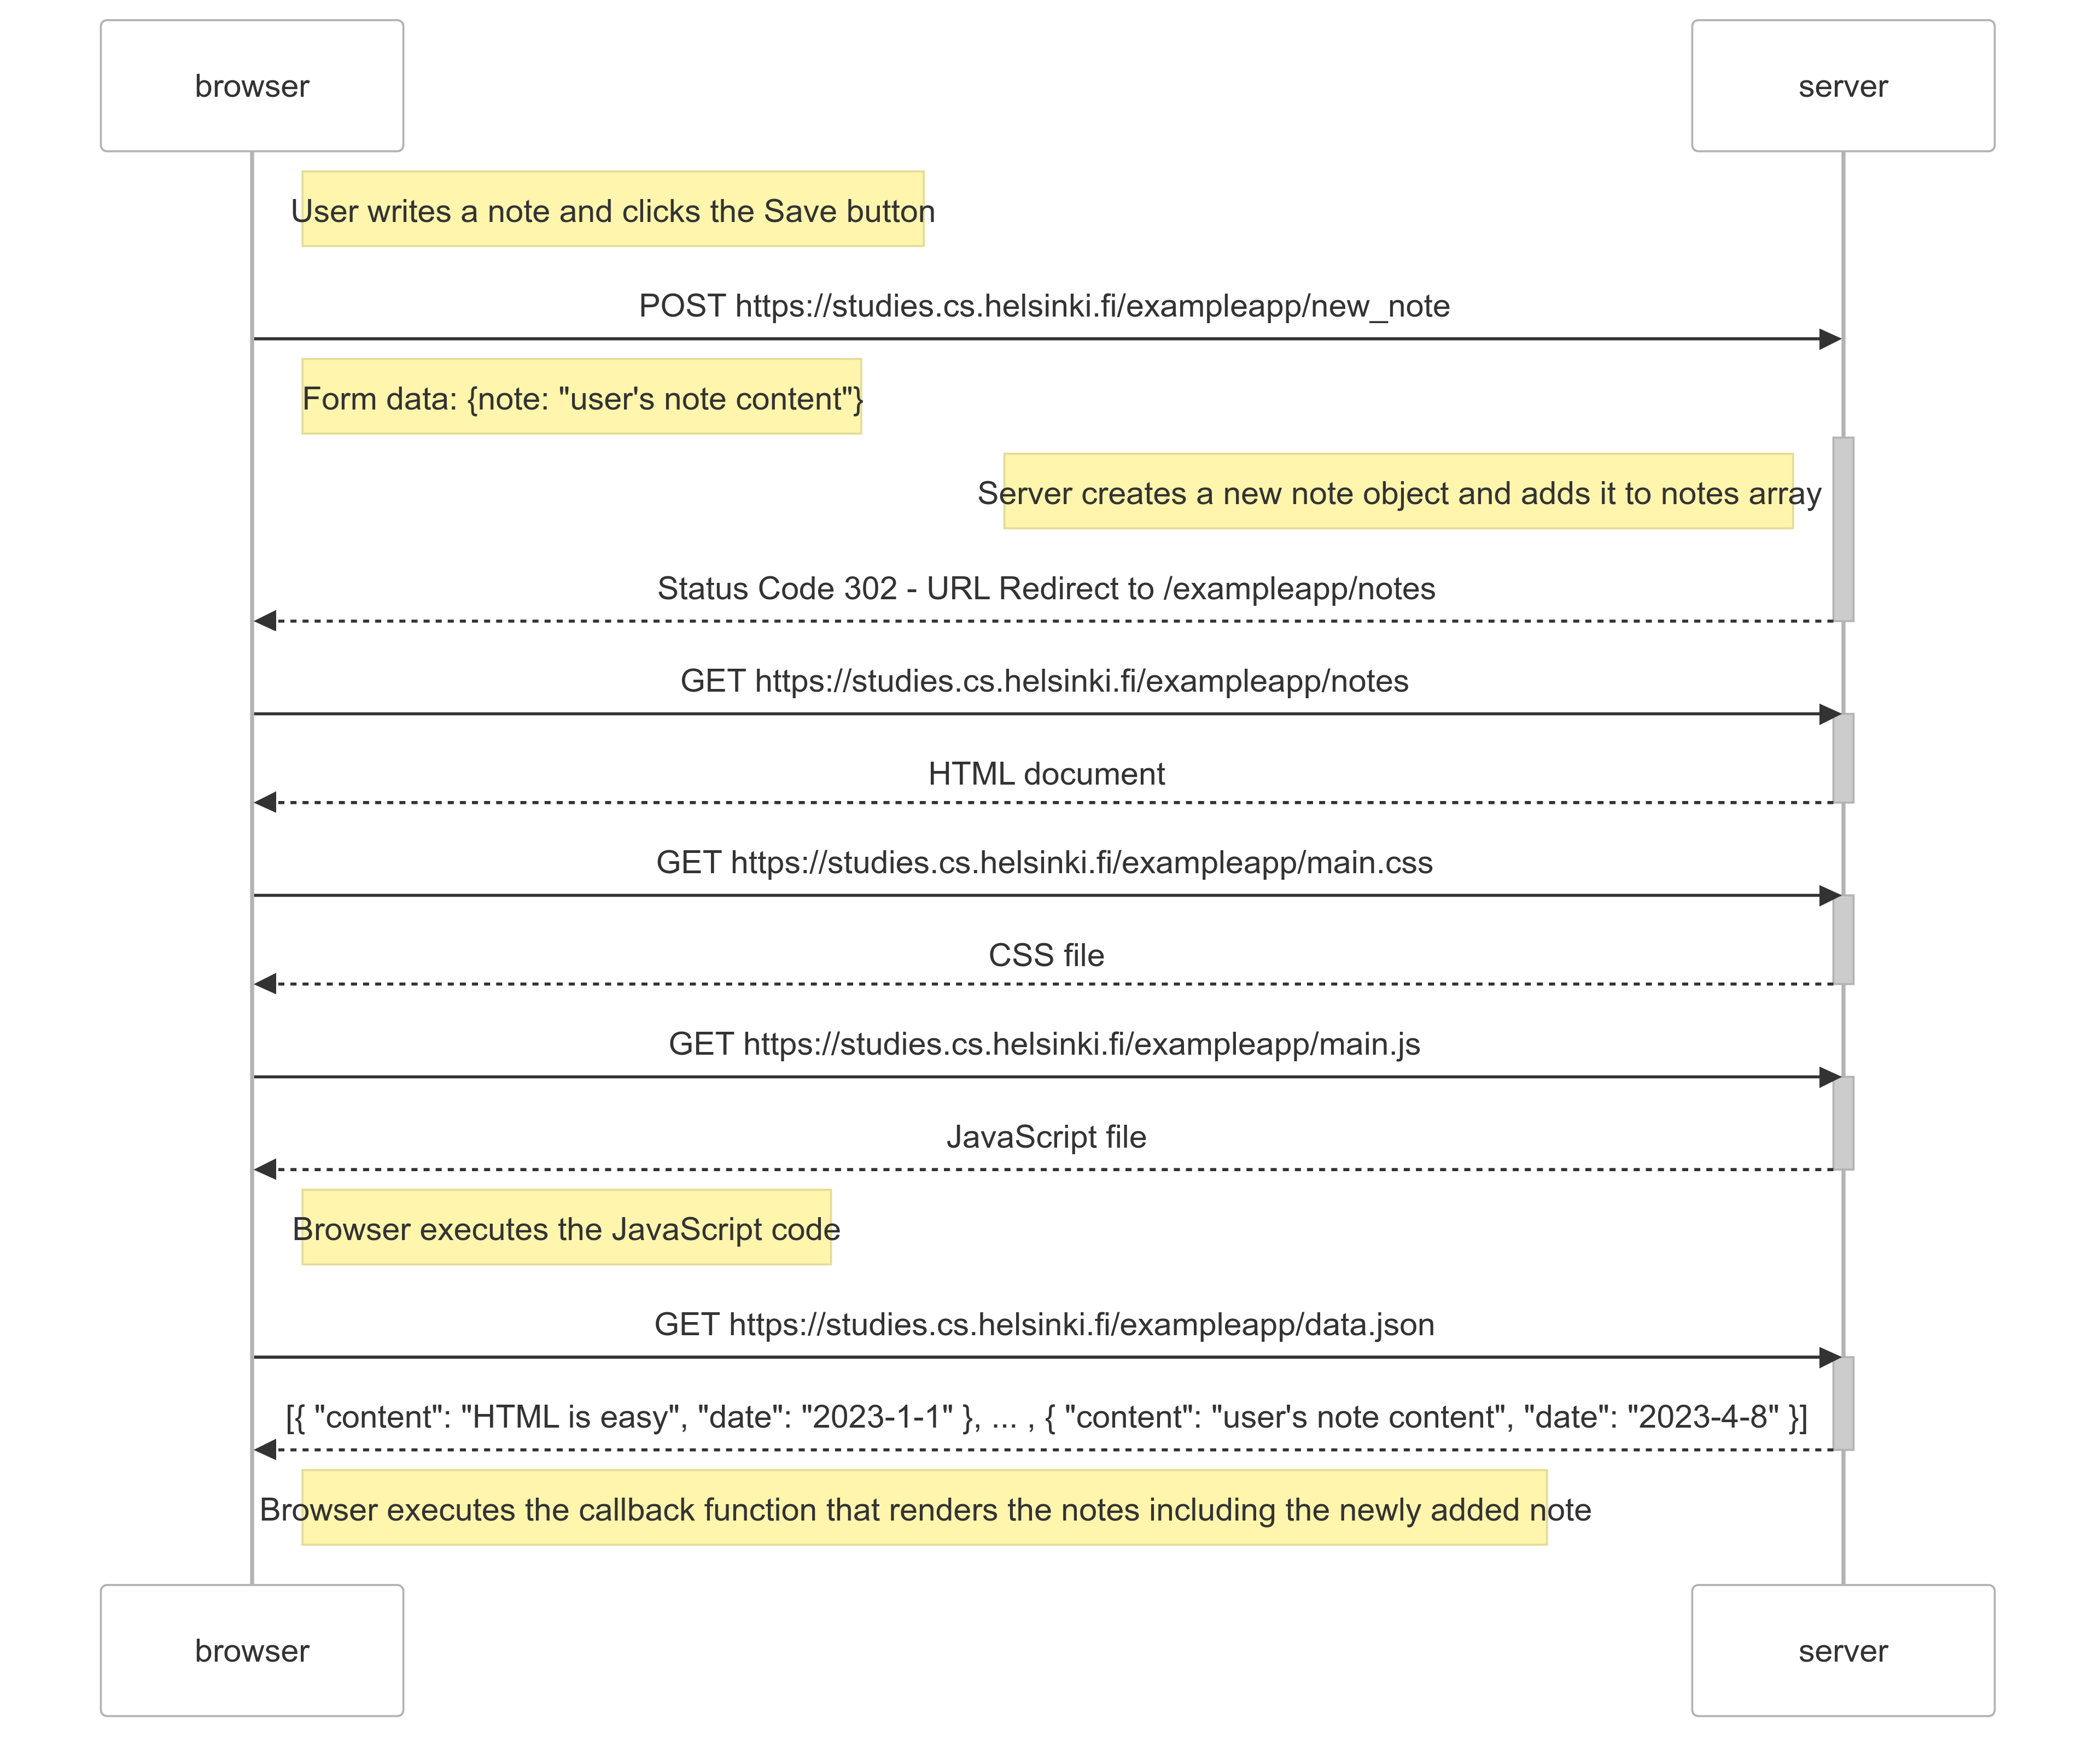 browser
server
User writes a note and clicks the Save button
POST https://studies.cs.helsinki.fi/exampleapp/new_note
Form data: {note: "user's note content"}
Server creates a new note object and adds it to notes array
Status Code 302 - URL Redirect to /exampleapp/notes
GET https://studies.cs.helsinki.fi/exampleapp/notes
HTML document
GET https://studies.cs.helsinki.fi/exampleapp/main.css
CSS file
GET https://studies.cs.helsinki.fi/exampleapp/main.js
JavaScript file
Browser executes the JavaScript code
GET https://studies.cs.helsinki.fi/exampleapp/data.json
[{ "content": "HTML is easy", "date": "2023-1-1" }, ... , { "content": "user's note content", "date": "2023-4-8" }]
Browser executes the callback function that renders the notes including the newly added note
browser
server